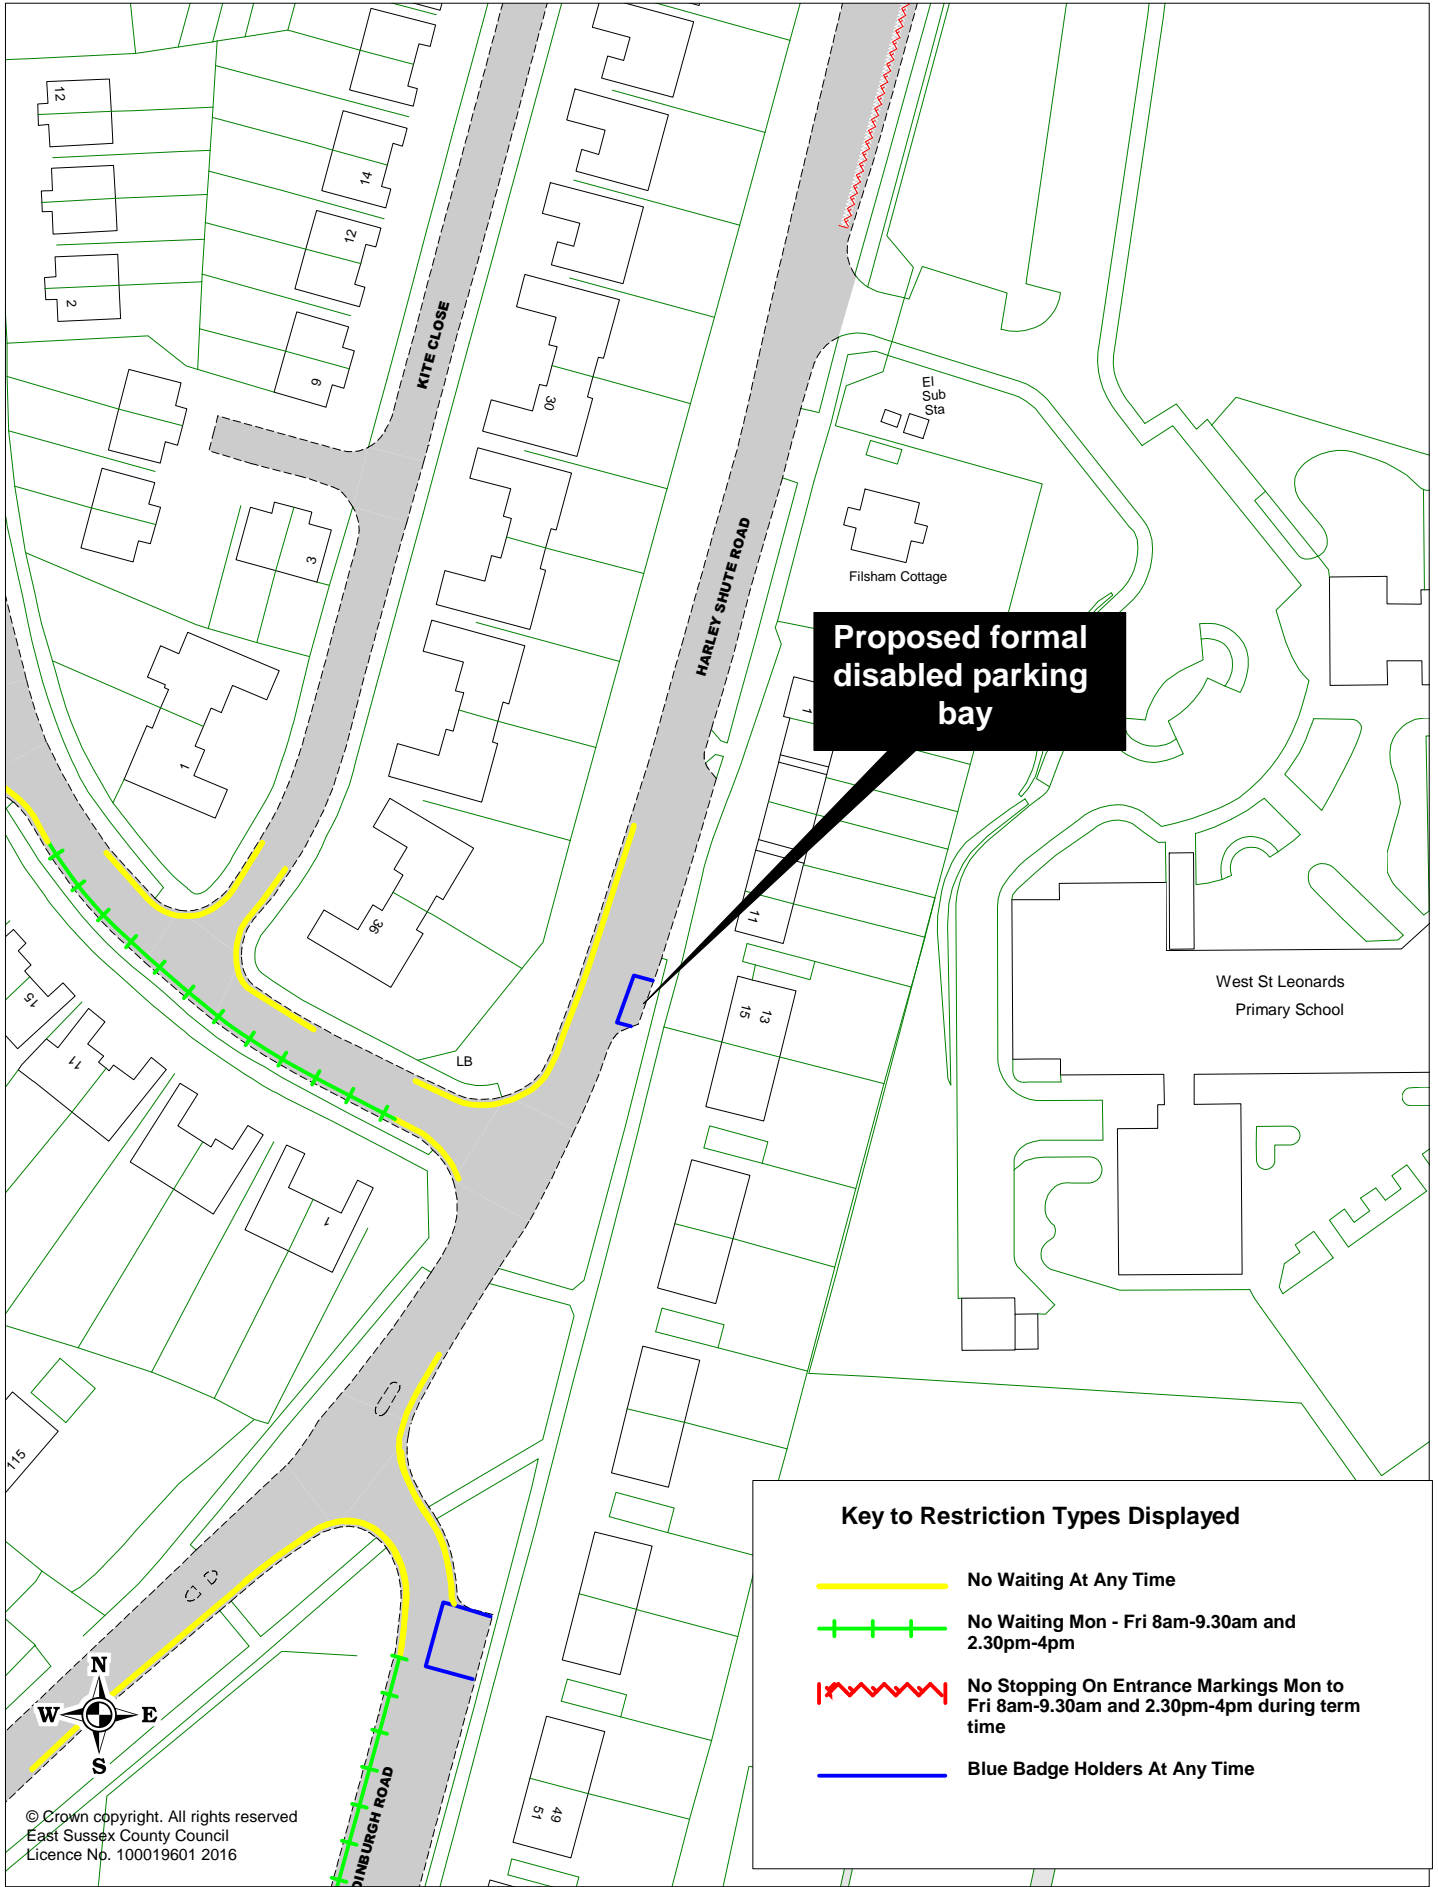 12
14
12
2
9
KITE CLOSE
30
El
Sub
Sta
3
HARLEY SHUTE ROAD
Filsham Cottage
Proposed formal
disabled parking
bay
1
1
36
11
15
11
13
15
West St Leonards
Primary School
LB
1
115
Key to Restriction Types Displayed
No Waiting At Any Time
No Waiting Mon - Fri 8am-9.30am and
2.30pm-4pm
No Stopping On Entrance Markings Mon to
Fri 8am-9.30am and 2.30pm-4pm during term
time
Blue Badge Holders At Any Time
N
W E
S
DINBURGH ROAD
49
51
© Crown copyright. All rights reserved
East Sussex County Council
Licence No. 100019601 2016